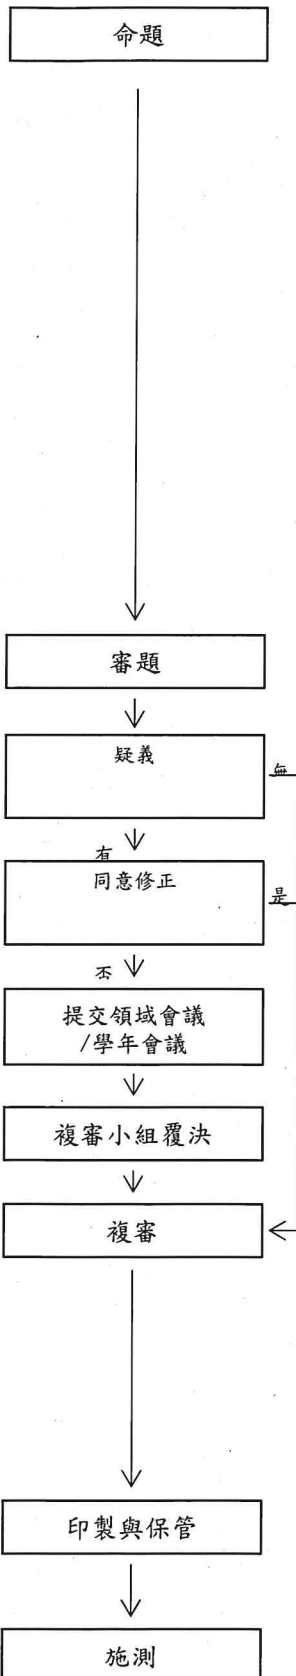 命題
審題
疑義
無
有
同意修正
是
否
提交領域會議
/學年會議
複審小組覆決
複審
印製與保管
施測